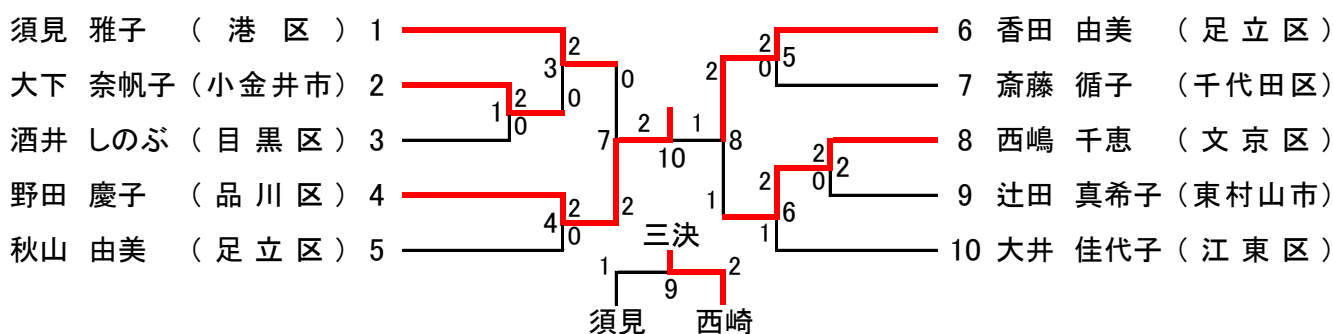 須見 雅子 （ 港 区 ） 1
大下 奈帆子（小金井市） 2
酒井 しのぶ（ 目 黒 区 ） 3
野田 慶子 （ 品 川 区 ） 4
秋山 由美 （ 足 立 区 ） 5
2
3
0
0
1
2
0
7
2
4
0
2
2
10
1
三決
1
9
2
須見
西崎
2
5
0
2
8
1
2
0
2
2
6
1
6 香田 由美 （ 足 立 区 ）
7 斎藤 循子 （千代田区）
8 西嶋 千恵 （ 文 京 区 ）
9 辻田 真希子（東村山市）
10 大井 佳代子（ 江 東 区 ）